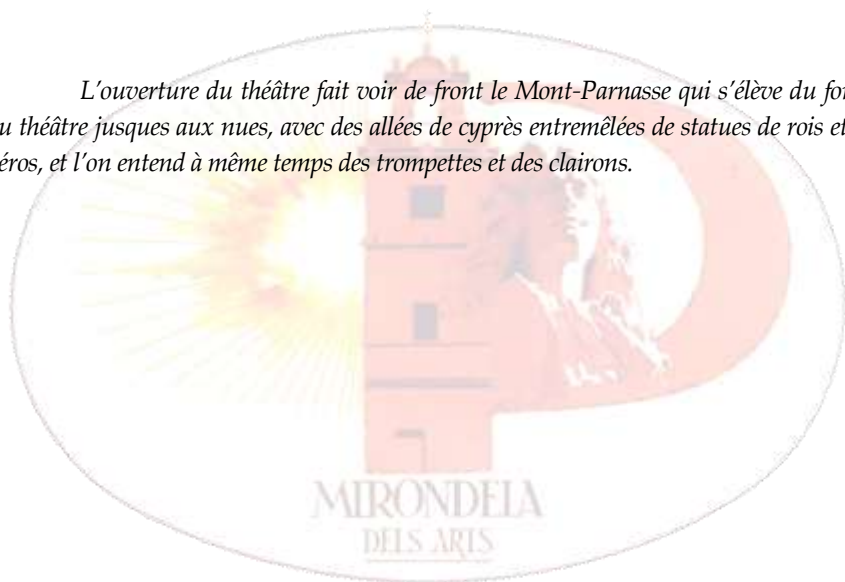 L’ouverture du théâtre fait voir de front le Mont-Parnasse qui s’élève du fo
u théâtre jusques aux nues, avec des allées de cyprès entremêlées de statues de rois et
éros, et l’on entend à même temps des trompettes et des clairons.
MIRONDELA
DELS ARTS